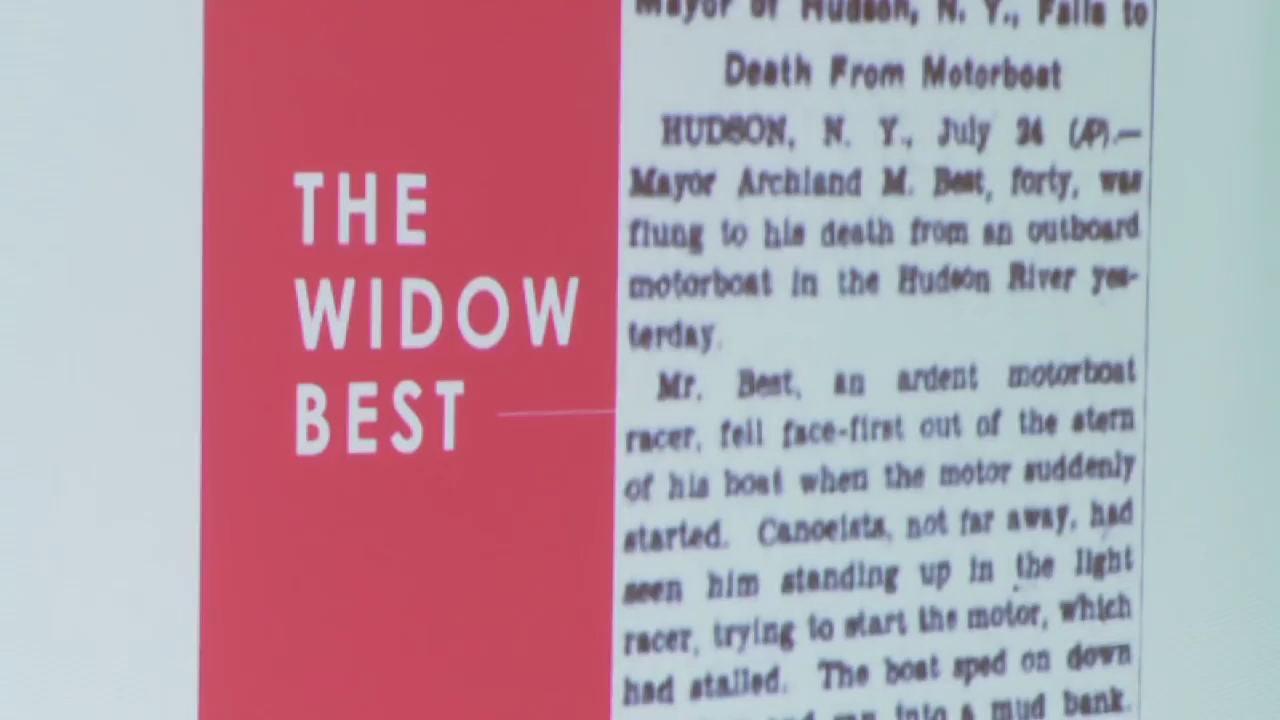 THE
WIDOW
BEST
Mayor of Hudson, N. Y., Falls to
Death From Motorboat
HUDSON, N. Y., July 24 (AP).—
Mayor Archland M. Best, forty, was
flung to his death from an outboard
motorboat in the Hudson River yes-
terday.
Mr. Best, an ardent motorboat
racer, fell face-first out of the stern
of his boat when the motor suddenly
started. Canoeists, not far away, had
seen him standing up in the light
racer, trying to start the motor, which
had stalled. The boat sped on down
and ran into a mud bank.